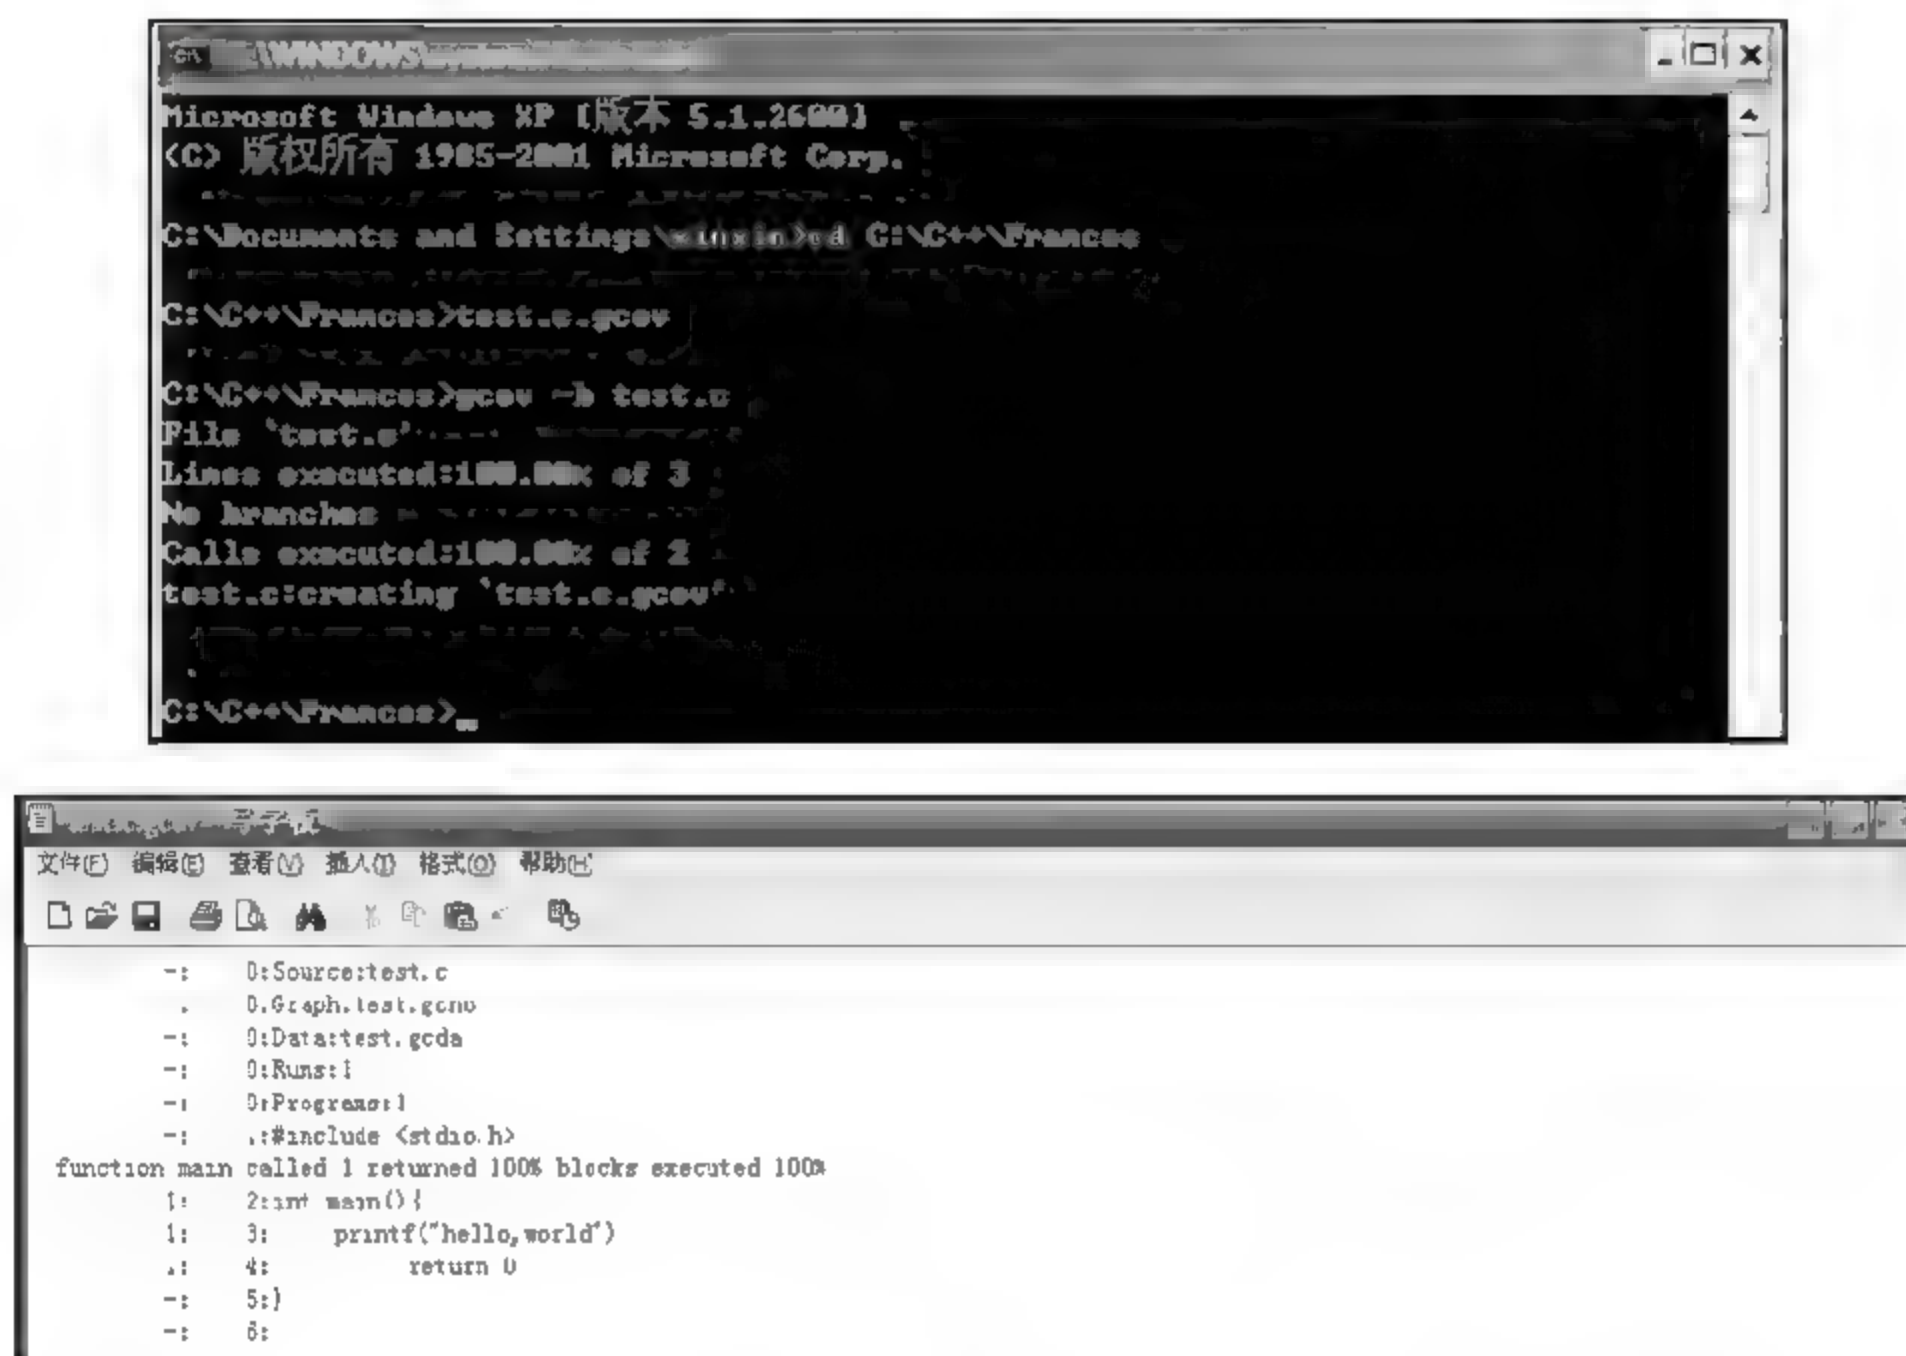 \WINDOWS\
Microsoft Windows XP [版本 5.1.2600]
(C) 版权所有 1985-2001 Microsoft Corp.
C:\Documents and Settings\xinxin>cd C:\C++\Frances
C:\C++\Frances>test.c.gcov
C:\C++\Frances>gcov -b test.c
File `test.c'
Lines executed:100.00% of 3
No branches
Calls executed:100.00% of 2
test.c:creating `test.c.gcov'
C:\C++\Frances>_
文件(F) 编辑(E) 查看(V) 插入(I) 格式(O) 帮助(H)
-: 0:Source:test.c
0:Graph:test.gcno
-: 0:Data:test.gcda
-: 0:Runs:1
-: 0:Programs:1
-: :#include <stdio.h>
function main called 1 returned 100% blocks executed 100%
1: 2:int main(){
1: 3: printf("hello,world")
: 4: return 0
-: 5:}
-: 6: